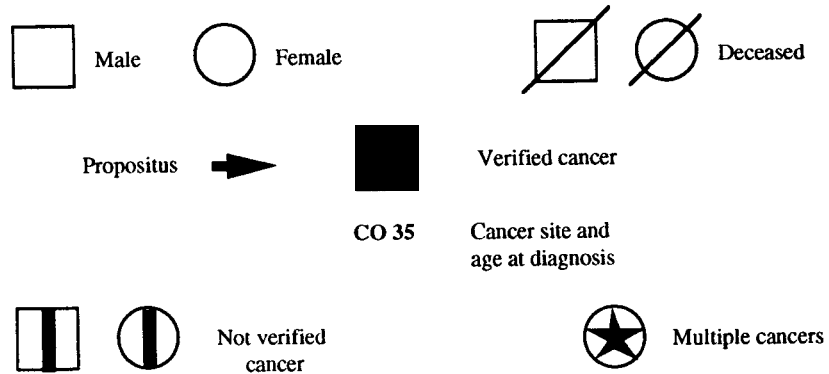 Male
Female
Deceased
Propositus
Verified cancer
CO 35
Cancer site and
age at diagnosis
Not verified
cancer
Multiple cancers